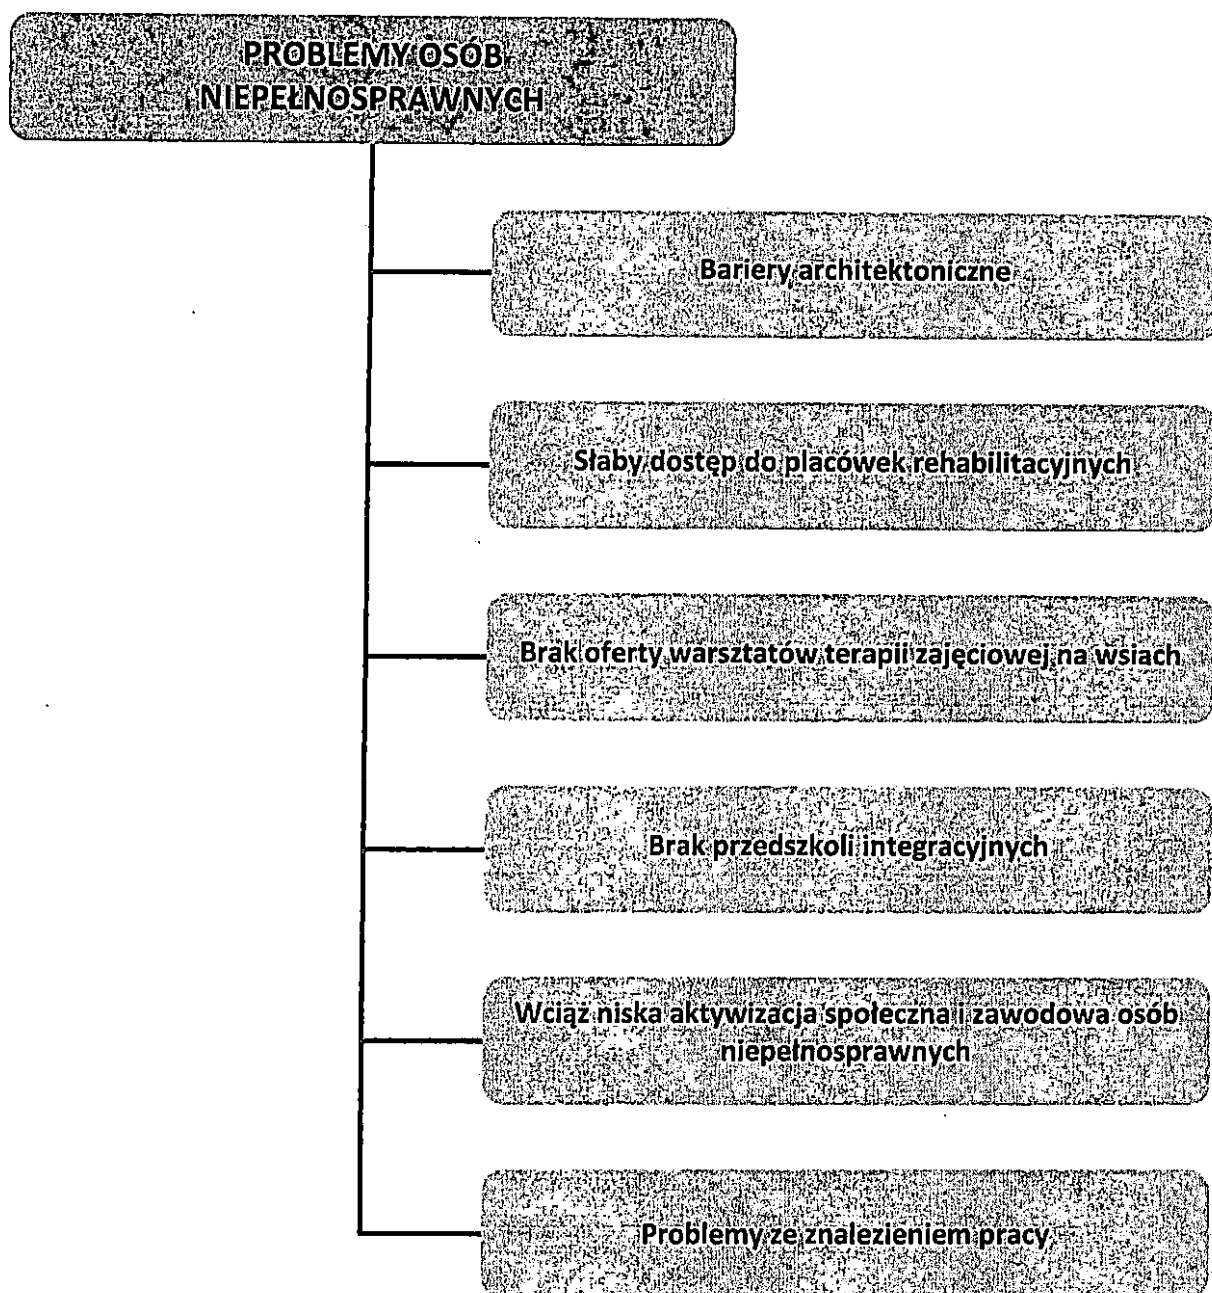 PROBLEMY OSÓB
NIEPEŁNOSPRAWNYCH
Bariery architektoniczne
Słaby dostęp do placówek rehabilitacyjnych
Brak oferty warsztatów terapii zajęciowej na wsiach
Brak przedszkoli integracyjnych
Wciąż niska aktywizacja społeczna i zawodowa osób
niepełnosprawnych
Problemy ze znalezieniem pracy